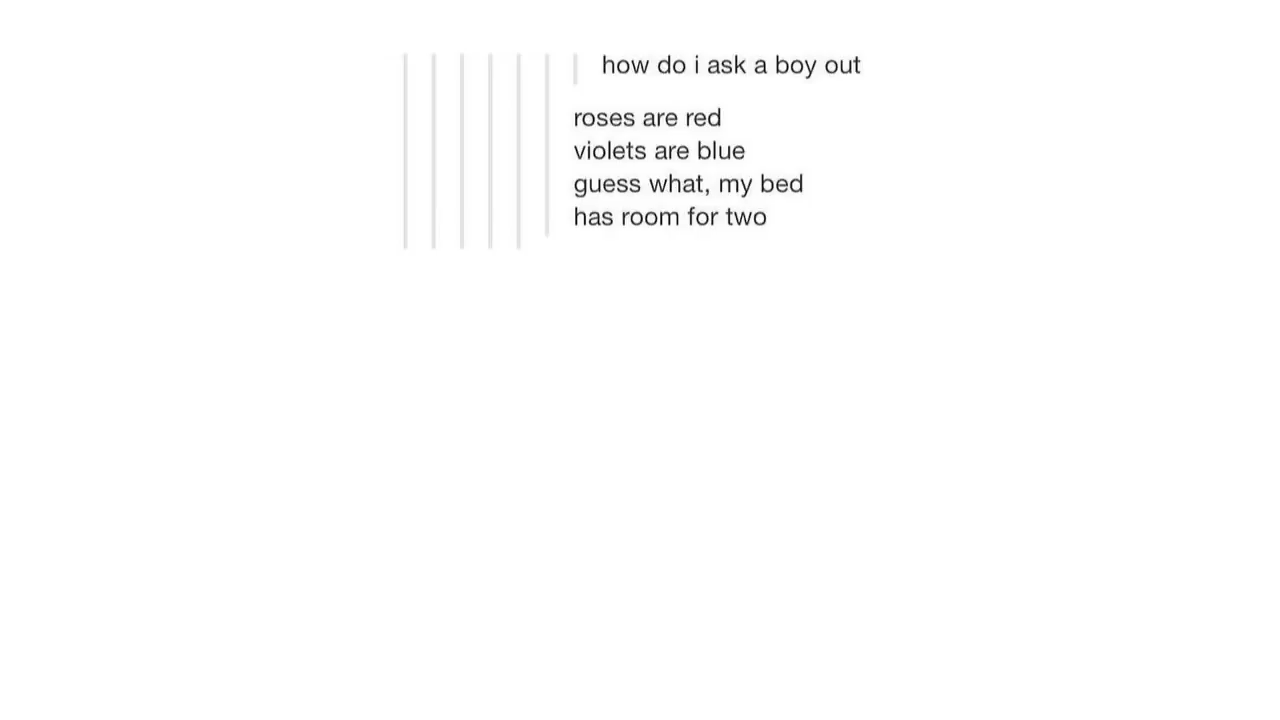 how do i ask a boy out
roses are red
violets are blue
guess what, my bed
has room for two